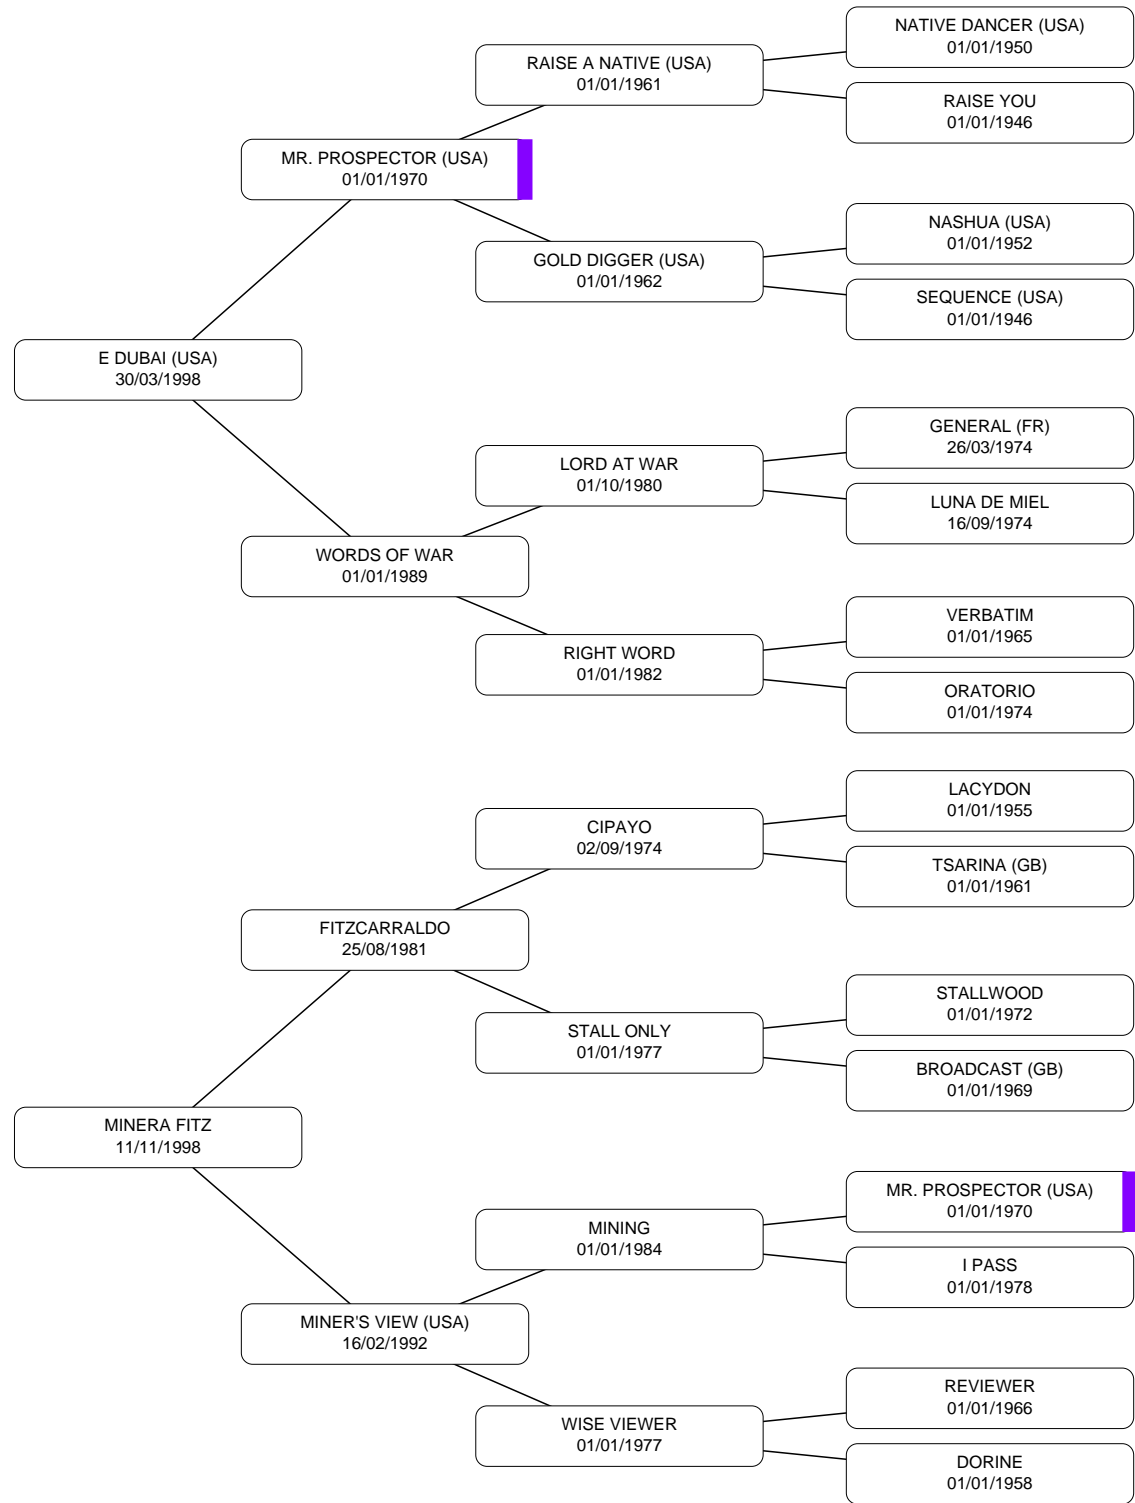 NATIVE DANCER (USA)
01/01/1950
RAISE A NATIVE (USA)
01/01/1961
RAISE YOU
01/01/1946
MR. PROSPECTOR (USA)
01/01/1970
NASHUA (USA)
01/01/1952
GOLD DIGGER (USA)
01/01/1962
SEQUENCE (USA)
01/01/1946
E DUBAI (USA)
30/03/1998
GENERAL (FR)
26/03/1974
LORD AT WAR
01/10/1980
LUNA DE MIEL
16/09/1974
WORDS OF WAR
01/01/1989
VERBATIM
01/01/1965
RIGHT WORD
01/01/1982
ORATORIO
01/01/1974
LACYDON
01/01/1955
CIPAYO
02/09/1974
TSARINA (GB)
01/01/1961
FITZCARRALDO
25/08/1981
STALLWOOD
01/01/1972
STALL ONLY
01/01/1977
BROADCAST (GB)
01/01/1969
MINERA FITZ
11/11/1998
MR. PROSPECTOR (USA)
01/01/1970
MINING
01/01/1984
I PASS
01/01/1978
MINER'S VIEW (USA)
16/02/1992
REVIEWER
01/01/1966
WISE VIEWER
01/01/1977
DORINE
01/01/1958